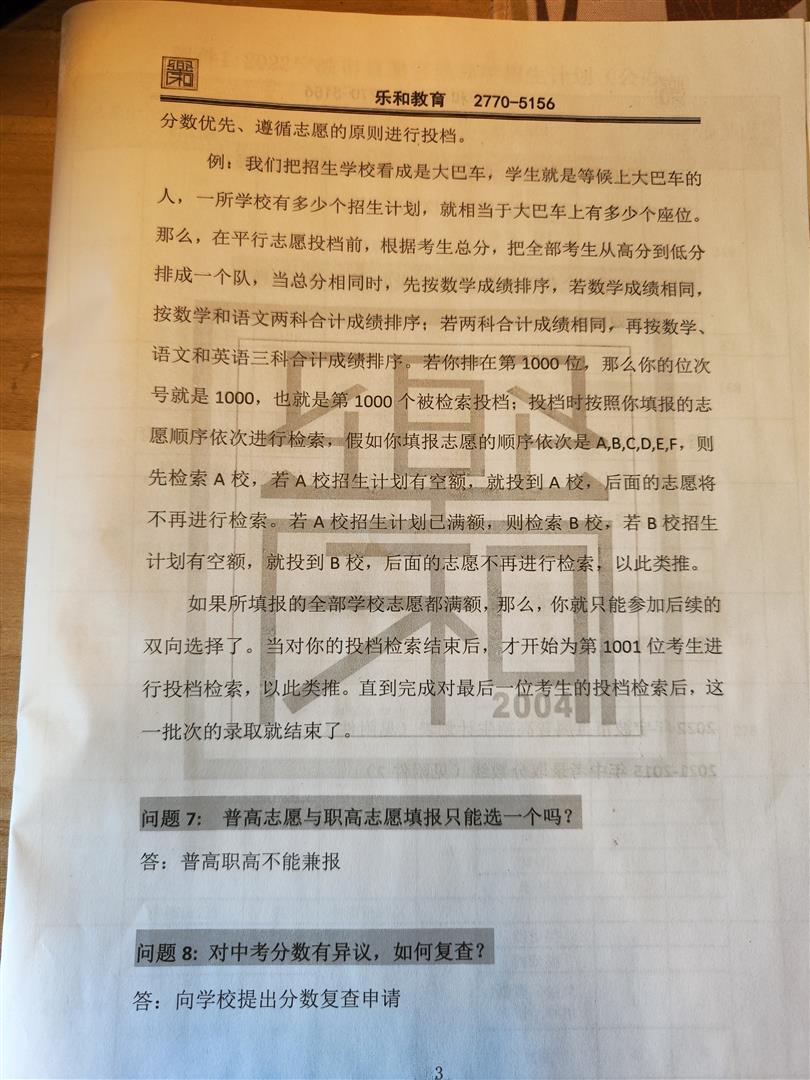 乐和教育 2770-5156
分数优先、遵循志愿的原则进行投档。
例：我们把招生学校看成是大巴车，学生就是等候上大巴车的
人，一所学校有多少个招生计划，就相当于大巴车上有多少个座位。
那么，在平行志愿投档前，根据考生总分，把全部考生从高分到低分
排成一个队，当总分相同时，先按数学成绩排序，若数学成绩相同，
按数学和语文两科合计成绩排序；若两科合计成绩相同，再按数学、
语文和英语三科合计成绩排序。若你排在第1000位，那么你的位次
号就是1000，也就是第1000个被检索投档；投档时按照你填报的志
愿顺序依次进行检索，假如你填报志愿的顺序依次是A,B,C,D,E,F，则
先检索A校，若A校招生计划有空额，就投到A校，后面的志愿将
不再进行检索。若A校招生计划已满额，则检索B校，若B校招生
计划有空额，就投到B校，后面的志愿不再进行检索，以此类推。
如果所填报的全部学校志愿都满额，那么，你就只能参加后续的
双向选择了。当对你的投档检索结束后，才开始为第1001位考生进
行投档检索，以此类推。直到完成对最后一位考生的投档检索后，这
一批次的录取就结束了。
2004
问题7： 普高志愿与职高志愿填报只能选一个吗？
答：普高职高不能兼报
问题8：对中考分数有异议，如何复查？
答：向学校提出分数复查申请
3